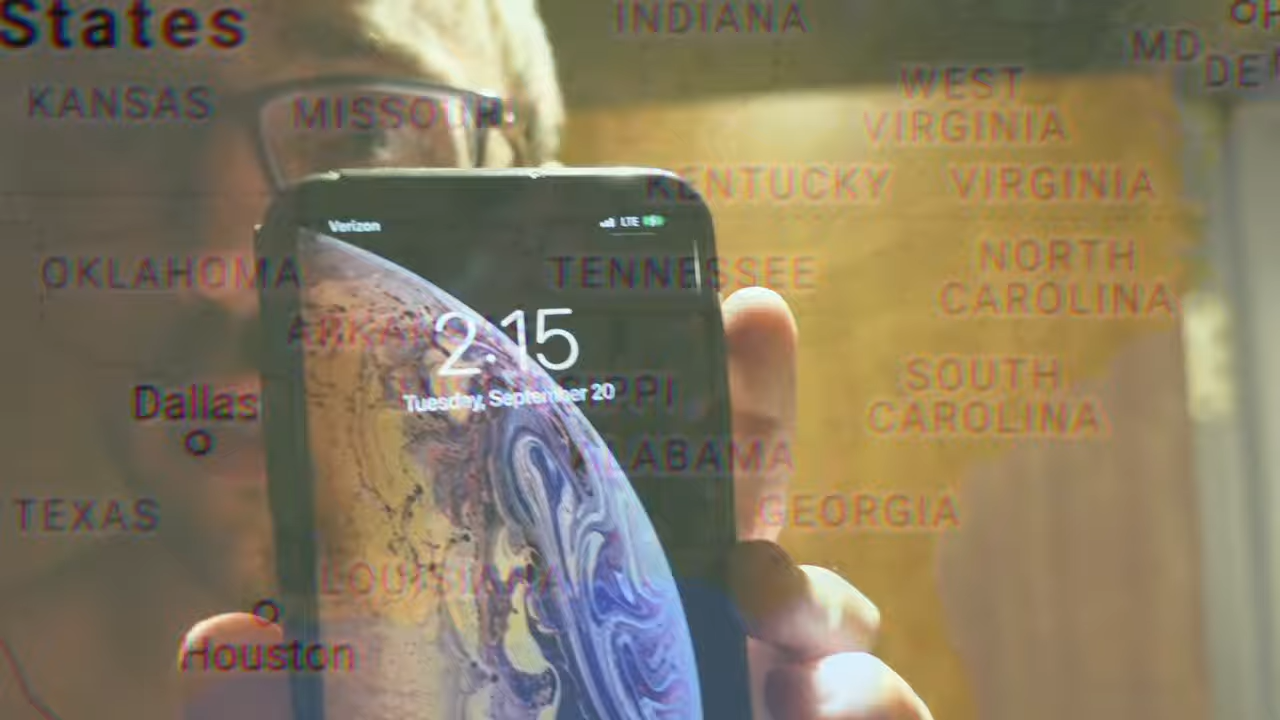 States
INDIANA
MD
DE
KANSAS
MISSOURI
WEST
VIRGINIA
KENTUCKY
VIRGINIA
Verizon
LTE
OKLAHOMA
TENNESSEE
NORTH
CAROLINA
2:15
Tuesday, September 20
Dallas
SOUTH
CAROLINA
ALABAMA
TEXAS
GEORGIA
LOUISIANA
Houston